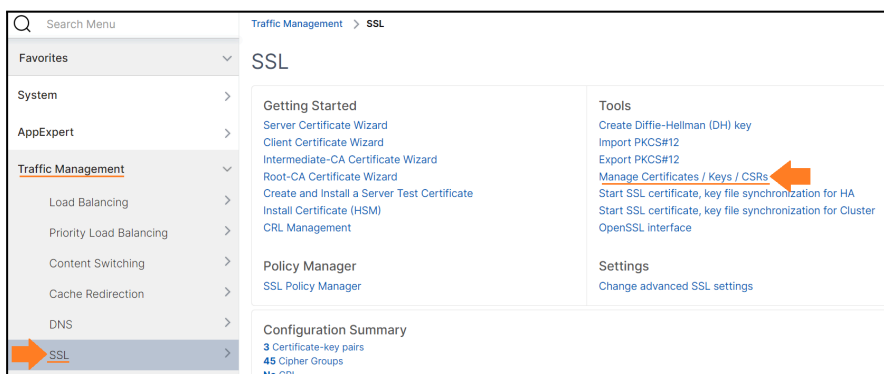 Search Menu
Favorites
System
AppExpert
Traffic Management
Load Balancing
Priority Load Balancing
Content Switching
Cache Redirection
DNS
SSL
Traffic Management > SSL
SSL
Getting Started
Server Certificate Wizard
Client Certificate Wizard
Intermediate-CA Certificate Wizard
Root-CA Certificate Wizard
Create and Install a Server Test Certificate
Install Certificate (HSM)
CRL Management
Policy Manager
SSL Policy Manager
Tools
Create Diffie-Hellman (DH) key
Import PKCS#12
Export PKCS#12
Manage Certificates / Keys / CSRs
Start SSL certificate, key file synchronization for HA
Start SSL certificate, key file synchronization for Cluster
OpenSSL interface
Settings
Change advanced SSL settings
Configuration Summary
3 Certificate-key pairs
45 Cipher Groups
No CRL